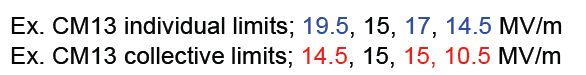 Ex. CM13 individual limits; 19.5, 15, 17, 14.5 MV/m
Ex. CM13 collective limits; 14.5, 15, 15, 10.5 MV/m